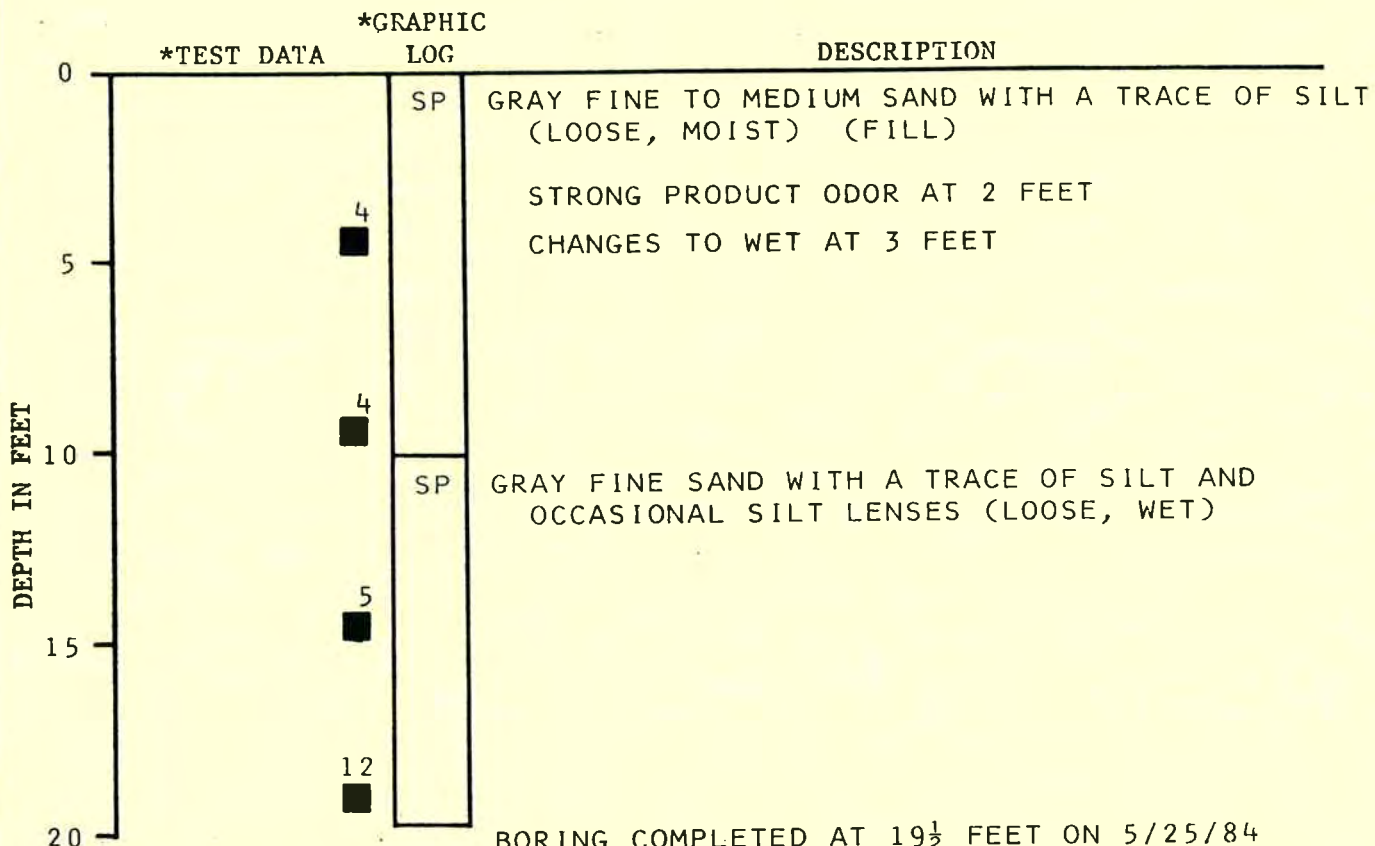 *GRAPHIC
*TEST DATA LOG DESCRIPTION
0
SP GRAY FINE TO MEDIUM SAND WITH A TRACE OF SILT
(LOOSE, MOIST) (FILL)
STRONG PRODUCT ODOR AT 2 FEET
4
CHANGES TO WET AT 3 FEET
5
4
DEPTH IN FEET
10
SP GRAY FINE SAND WITH A TRACE OF SILT AND
OCCASIONAL SILT LENSES (LOOSE, WET)
5
15
12
20
BORING COMPLETED AT 19½ FEET ON 5/25/84